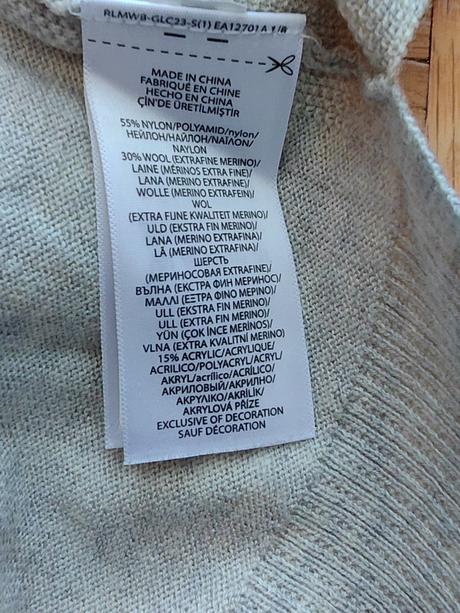 RLMWB-GLC23-S(1) EA12701A 1/8
MADE IN CHINA
FABRIQUÉ EN CHINE
HECHO EN CHINA
ÇİN'DE ÜRETİLMİŞTİR
55% NYLON/POLYAMID/nylon/
НЕЙЛОН/НАЙЛОН/ΝΑΪΛΟΝ/
NAYLON
30% WOOL (EXTRAFINE MERINO)/
LAINE (MÉRINOS EXTRA FINE)/
LANA (MERINO EXTRAFINA)/
WOLLE (MERINO EXTRAFEIN)/
WOL
(EXTRA FIJNE KWALITEIT MERINO)/
ULD (EKSTRA FIN MERINO)/
LANA (MERINO EXTRAFINA)/
LÃ (MERINO EXTRAFINA)/
ШЕРСТЬ
(МЕРИНОСОВАЯ EXTRAFINE)/
ВЪЛНА (ЕКСТРА ФИН МЕРИНОС)/
ΜΑΛΛΙ (ΕΞΤΡΑ ΦΙΝΟ ΜΕΡΙΝΟ)/
ULL (EKSTRA FIN MERINO)/
ULL (EXTRA FIN MERINO)/
YÜN (ÇOK İNCE MERİNOS)/
VLNA (EXTRA KVALITNÍ MERINO)
15% ACRYLIC/ACRYLIQUE/
ACRILICO/POLYACRYL/ACRYL/
AKRYL/acrílico/ACRÍLICO/
АКРИЛОВЫЙ/АКРИЛНО/
ΑΚΡΥΛΙΚΟ/AKRİLİK/
AKRYLOVÁ PŘÍZE
EXCLUSIVE OF DECORATION
SAUF DÉCORATION